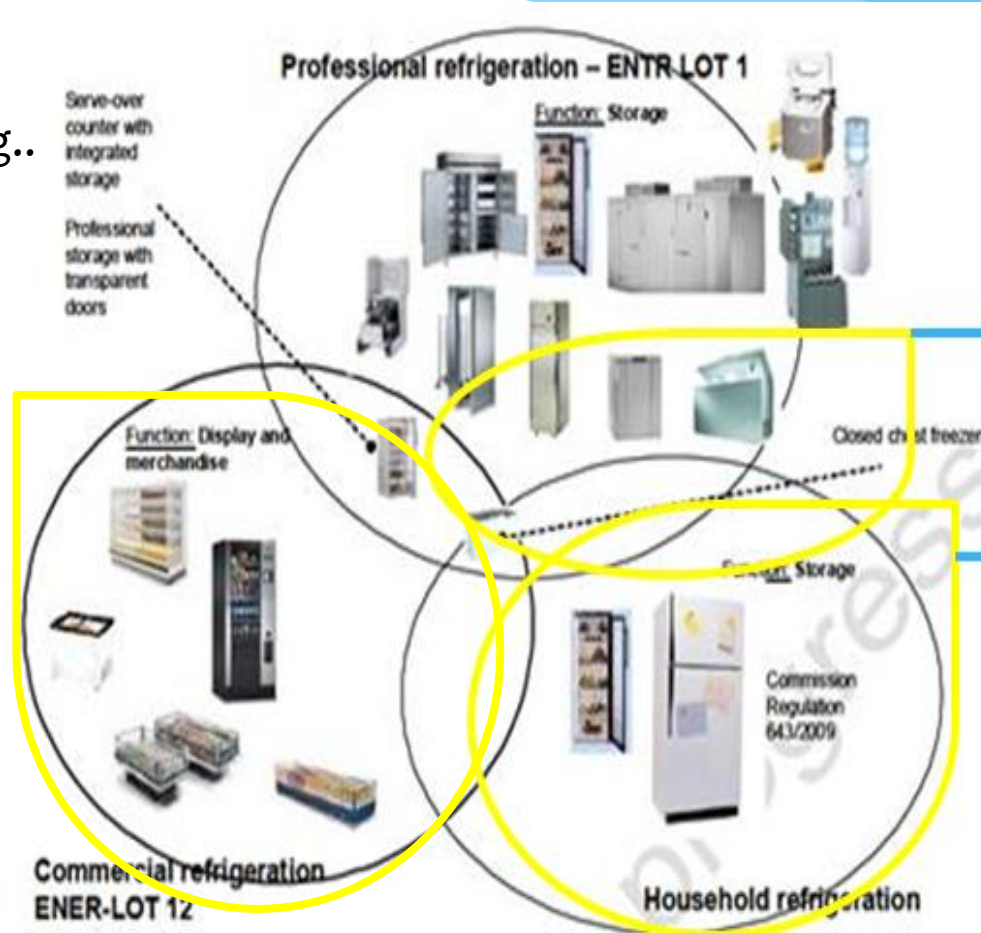 Professional refrigeration – ENTR LOT 1
g..
Serve-over
counter with
integrated
storage
Professional
storage with
transparent
doors
Function: Storage
Function: Display and
merchandise
Closed chest freezer
Function: Storage
Commission
Regulation
643/2009
progress
Commercial refrigeration
ENER-LOT 12
Household refrigeration